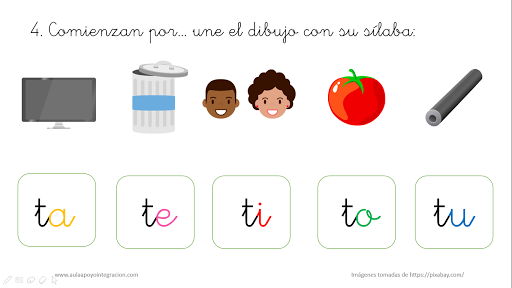 4. Comienzan por... une el dibujo con su sílaba:
ta te ti to tu
www.aulaapoyointegracion.com Imágenes tomadas de https://pixabay.com/